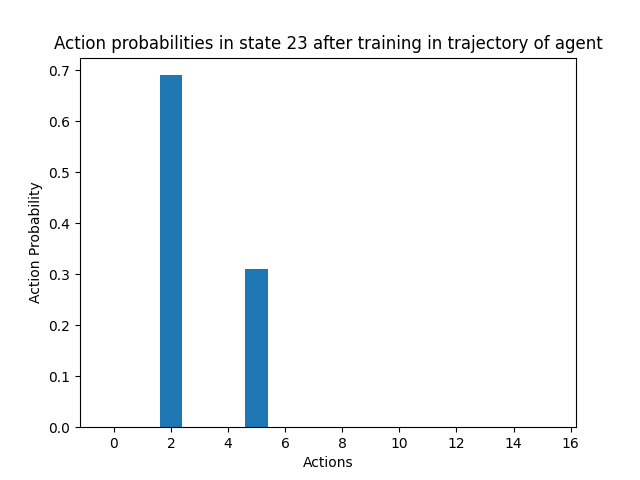 Action probabilities in state 23 after training in trajectory of agent
0.7
0.6
0.5
0.4
0.3
0.2
0.1
0.0
Action Probability
0 2 4 6 8 10 12 14 16
Actions